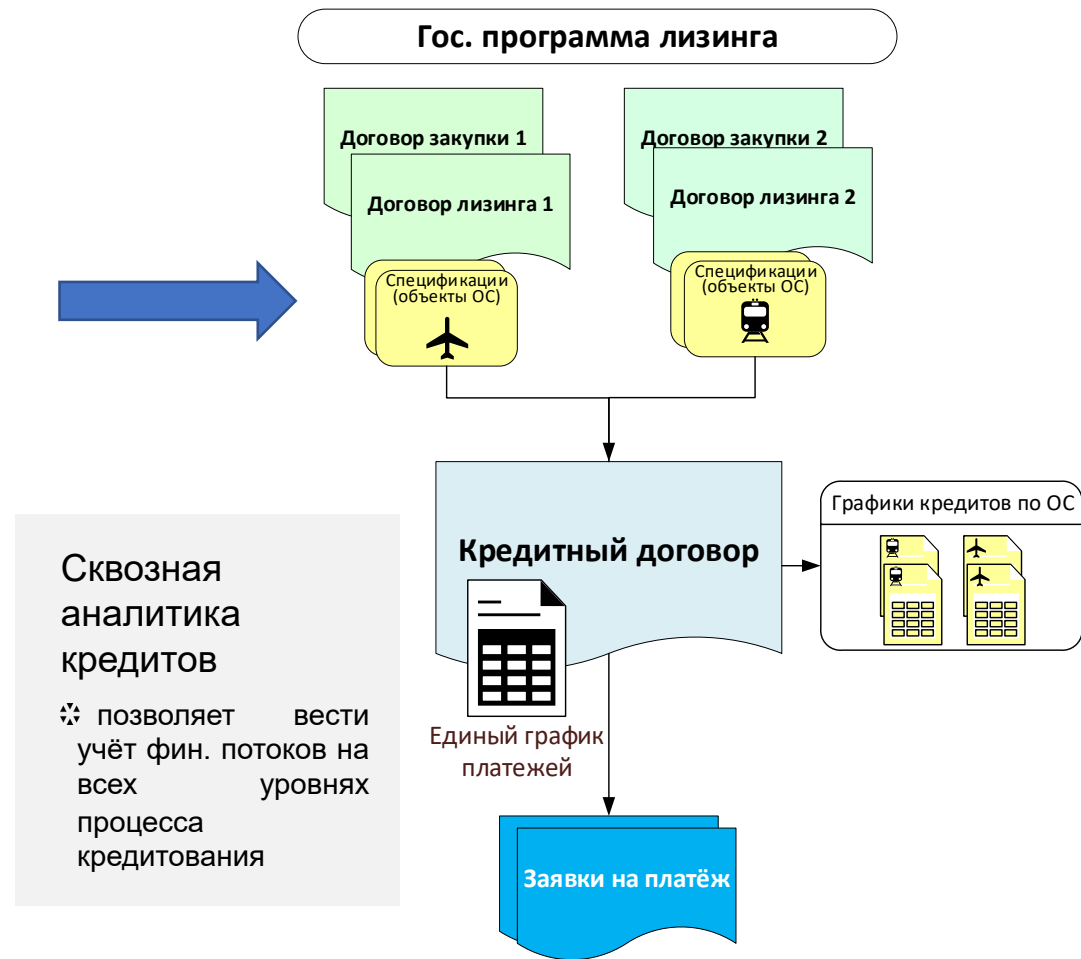 Гос. программа лизинга
Договор закупки 1
Договор лизинга 1
Спецификации
(объекты ОС)
Договор закупки 2
Договор лизинга 2
Спецификации
(объекты ОС)
Кредитный договор
Графики кредитов по ОС
Единый график
платежей
Заявки на платёж
Сквозная
аналитика
кредитов
позволяет вести
учёт фин. потоков на
всех уровнях
процесса
кредитования